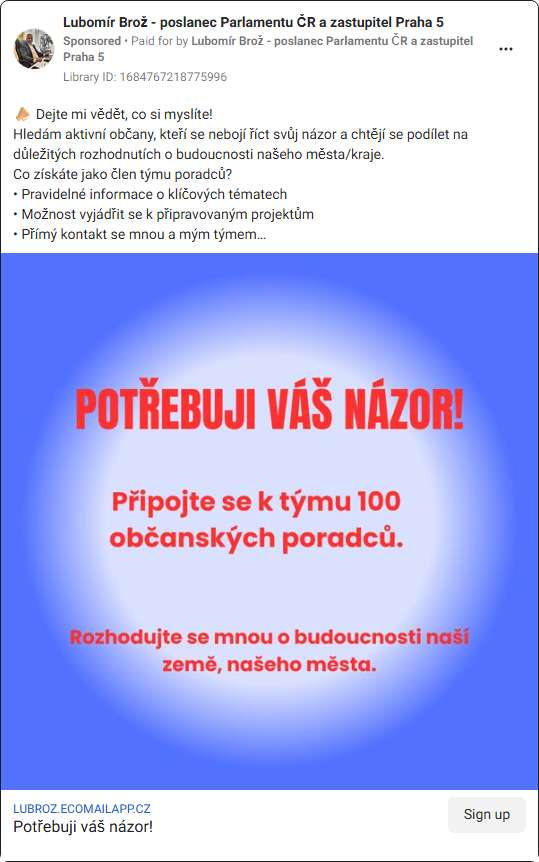 Lubomír Brož - poslanec Parlamentu ČR a zastupitel Praha 5
Sponsored • Paid for by Lubomír Brož - poslanec Parlamentu ČR a zastupitel
Praha 5
Library ID: 1684767218775996
📣 Dejte mi vědět, co si myslíte!
Hledám aktivní občany, kteří se nebojí říct svůj názor a chtějí se podílet na
důležitých rozhodnutích o budoucnosti našeho města/kraje.
Co získáte jako člen týmu poradců?
• Pravidelné informace o klíčových tématech
• Možnost vyjádřit se k připravovaným projektům
• Přímý kontakt se mnou a mým týmem...
POTŘEBUJI VÁŠ NÁZOR!
Připojte se k týmu 100
občanských poradců.
Rozhodujte se mnou o budoucnosti naší
země, našeho města.
LUBROZ.ECOMAILAPP.CZ
Potřebuji váš názor!
Sign up